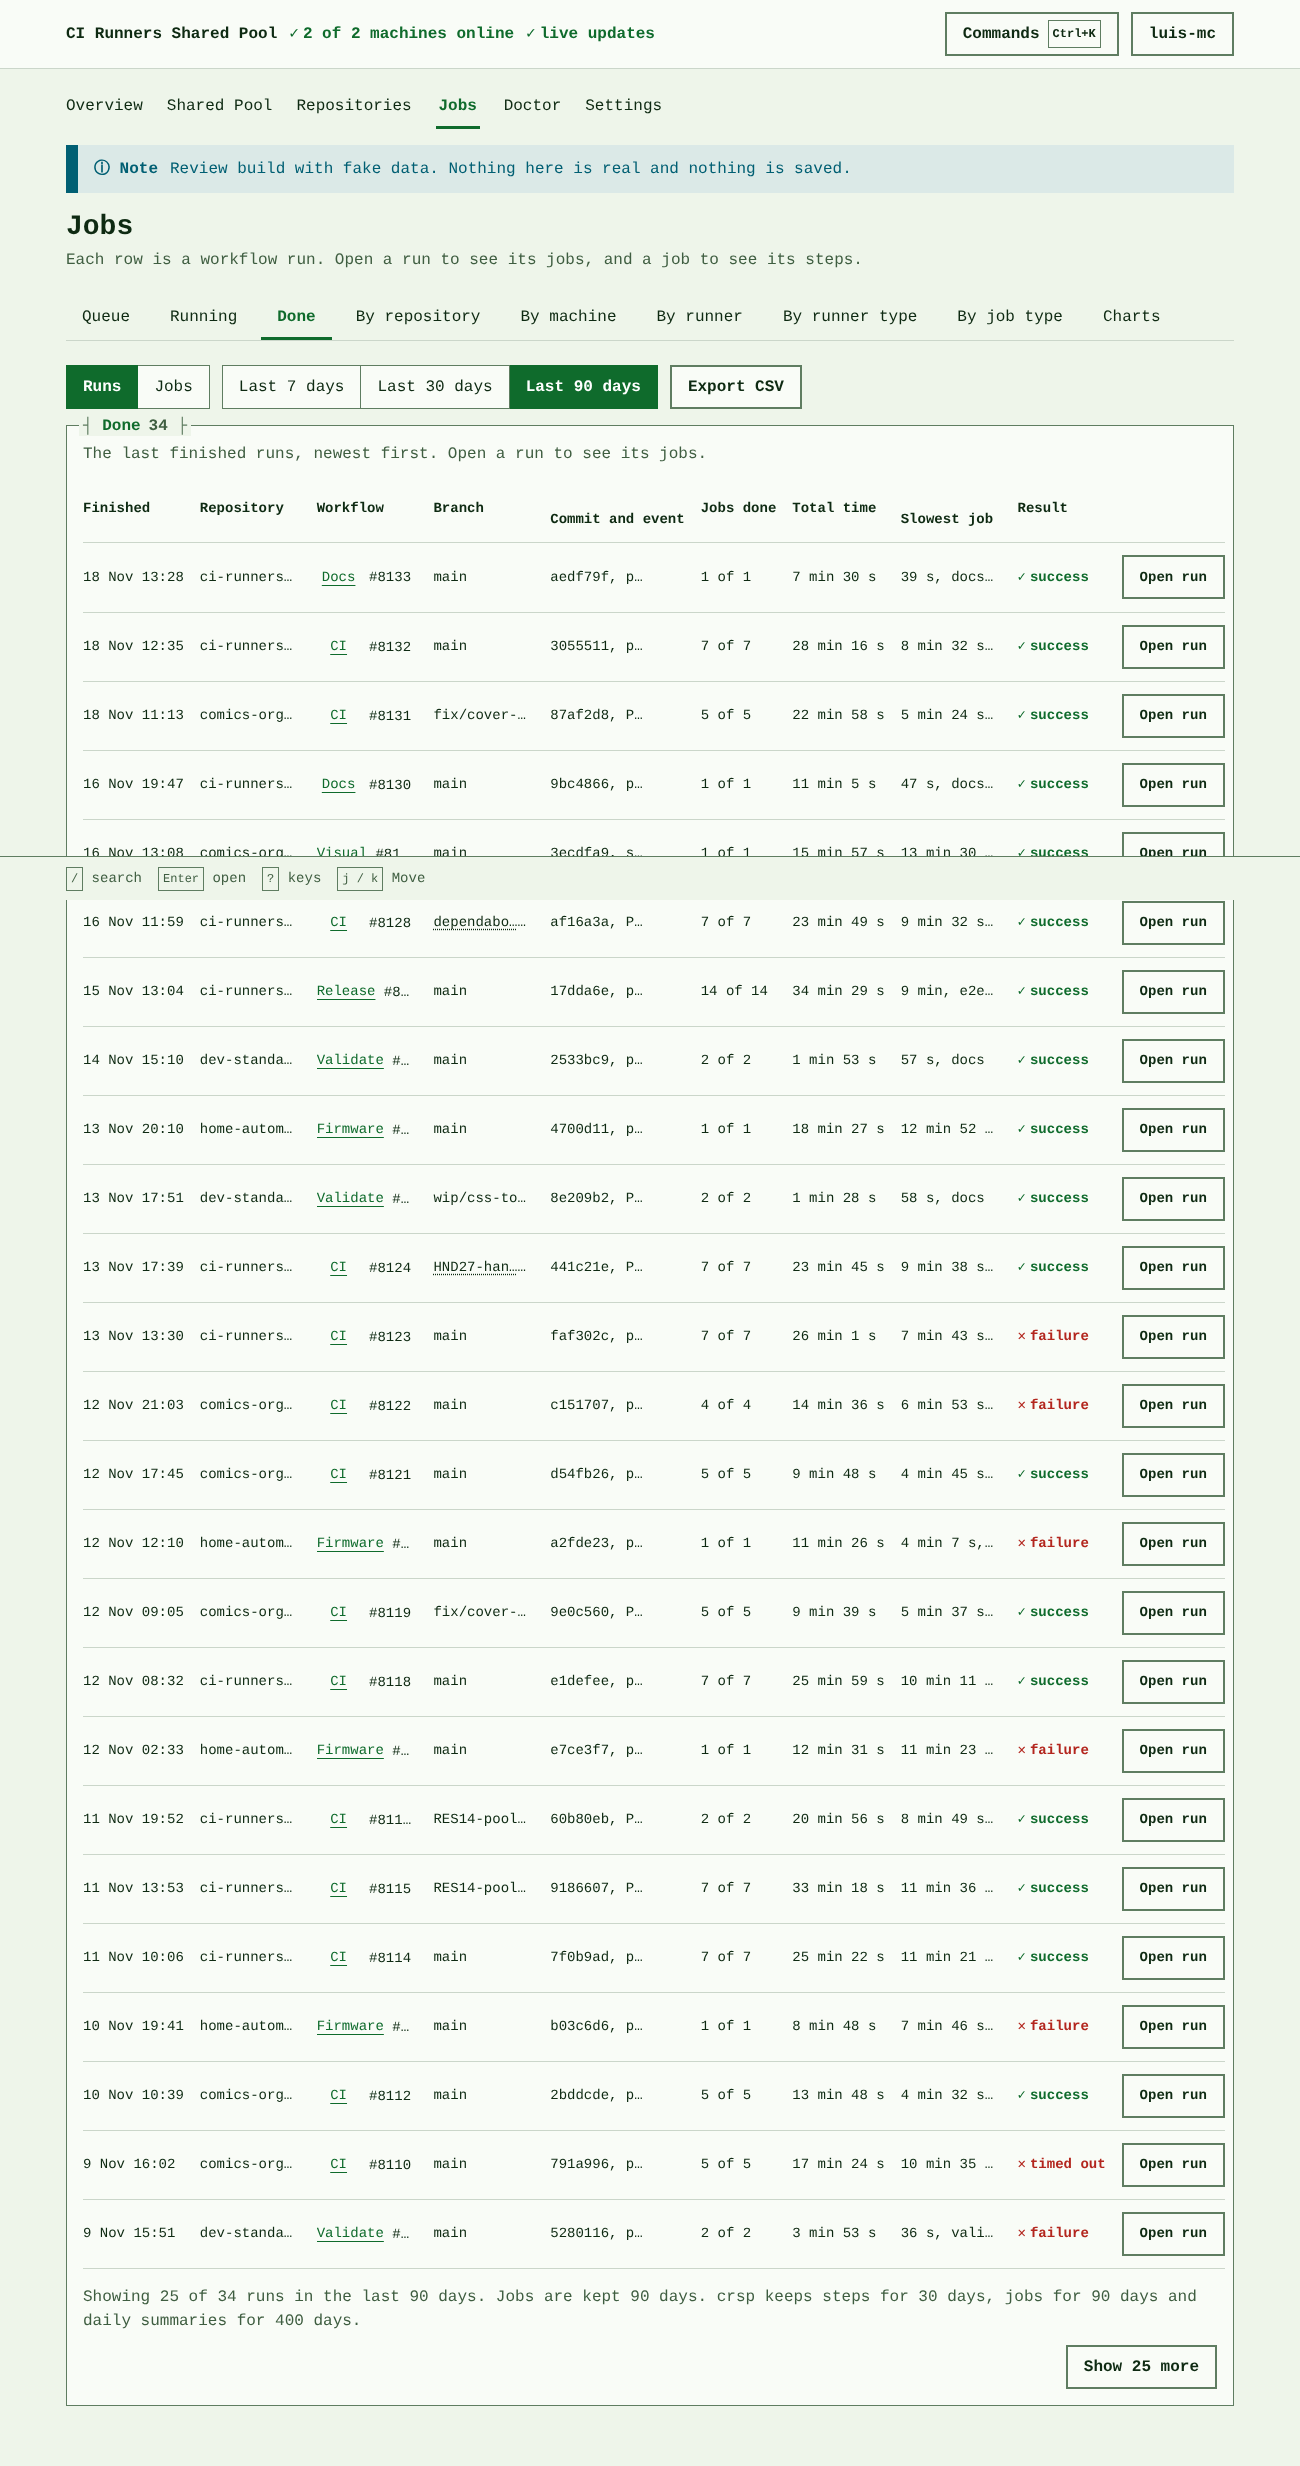 CI Runners Shared Pool ✓ 2 of 2 machines online ✓ live updates Commands Ctrl+K luis-mc
Overview Shared Pool Repositories Jobs Doctor Settings
ⓘ Note Review build with fake data. Nothing here is real and nothing is saved.
Jobs
Each row is a workflow run. Open a run to see its jobs, and a job to see its steps.
Queue Running Done By repository By machine By runner By runner type By job type Charts
Runs Jobs Last 7 days Last 30 days Last 90 days Export CSV
Done 34
The last finished runs, newest first. Open a run to see its jobs.
Finished Repository Workflow Branch Commit and event Jobs done Total time Slowest job Result
18 Nov 13:28 ci-runners… Docs #8133 main aedf79f, p… 1 of 1 7 min 30 s 39 s, docs… ✓ success Open run
18 Nov 12:35 ci-runners… CI #8132 main 3055511, p… 7 of 7 28 min 16 s 8 min 32 s… ✓ success Open run
18 Nov 11:13 comics-org… CI #8131 fix/cover-… 87af2d8, P… 5 of 5 22 min 58 s 5 min 24 s… ✓ success Open run
16 Nov 19:47 ci-runners… Docs #8130 main 9bc4866, p… 1 of 1 11 min 5 s 47 s, docs… ✓ success Open run
16 Nov 13:08 comics-org… Visual #81… main 3ecdfa9, s… 1 of 1 15 min 57 s 13 min 30 … ✓ success Open run
/ search Enter open ? keys j / k Move
16 Nov 11:59 ci-runners… CI #8128 dependabo…… af16a3a, P… 7 of 7 23 min 49 s 9 min 32 s… ✓ success Open run
15 Nov 13:04 ci-runners… Release #8… main 17dda6e, p… 14 of 14 34 min 29 s 9 min, e2e… ✓ success Open run
14 Nov 15:10 dev-standa… Validate #… main 2533bc9, p… 2 of 2 1 min 53 s 57 s, docs ✓ success Open run
13 Nov 20:10 home-autom… Firmware #… main 4700d11, p… 1 of 1 18 min 27 s 12 min 52 … ✓ success Open run
13 Nov 17:51 dev-standa… Validate #… wip/css-to… 8e209b2, P… 2 of 2 1 min 28 s 58 s, docs ✓ success Open run
13 Nov 17:39 ci-runners… CI #8124 HND27-han…… 441c21e, P… 7 of 7 23 min 45 s 9 min 38 s… ✓ success Open run
13 Nov 13:30 ci-runners… CI #8123 main faf302c, p… 7 of 7 26 min 1 s 7 min 43 s… × failure Open run
12 Nov 21:03 comics-org… CI #8122 main c151707, p… 4 of 4 14 min 36 s 6 min 53 s… × failure Open run
12 Nov 17:45 comics-org… CI #8121 main d54fb26, p… 5 of 5 9 min 48 s 4 min 45 s… ✓ success Open run
12 Nov 12:10 home-autom… Firmware #… main a2fde23, p… 1 of 1 11 min 26 s 4 min 7 s,… × failure Open run
12 Nov 09:05 comics-org… CI #8119 fix/cover-… 9e0c560, P… 5 of 5 9 min 39 s 5 min 37 s… ✓ success Open run
12 Nov 08:32 ci-runners… CI #8118 main e1defee, p… 7 of 7 25 min 59 s 10 min 11 … ✓ success Open run
12 Nov 02:33 home-autom… Firmware #… main e7ce3f7, p… 1 of 1 12 min 31 s 11 min 23 … × failure Open run
11 Nov 19:52 ci-runners… CI #811… RES14-pool… 60b80eb, P… 2 of 2 20 min 56 s 8 min 49 s… ✓ success Open run
11 Nov 13:53 ci-runners… CI #8115 RES14-pool… 9186607, P… 7 of 7 33 min 18 s 11 min 36 … ✓ success Open run
11 Nov 10:06 ci-runners… CI #8114 main 7f0b9ad, p… 7 of 7 25 min 22 s 11 min 21 … ✓ success Open run
10 Nov 19:41 home-autom… Firmware #… main b03c6d6, p… 1 of 1 8 min 48 s 7 min 46 s… × failure Open run
10 Nov 10:39 comics-org… CI #8112 main 2bddcde, p… 5 of 5 13 min 48 s 4 min 32 s… ✓ success Open run
9 Nov 16:02 comics-org… CI #8110 main 791a996, p… 5 of 5 17 min 24 s 10 min 35 … × timed out Open run
9 Nov 15:51 dev-standa… Validate #… main 5280116, p… 2 of 2 3 min 53 s 36 s, vali… × failure Open run
Showing 25 of 34 runs in the last 90 days. Jobs are kept 90 days. crsp keeps steps for 30 days, jobs for 90 days and
daily summaries for 400 days.
Show 25 more